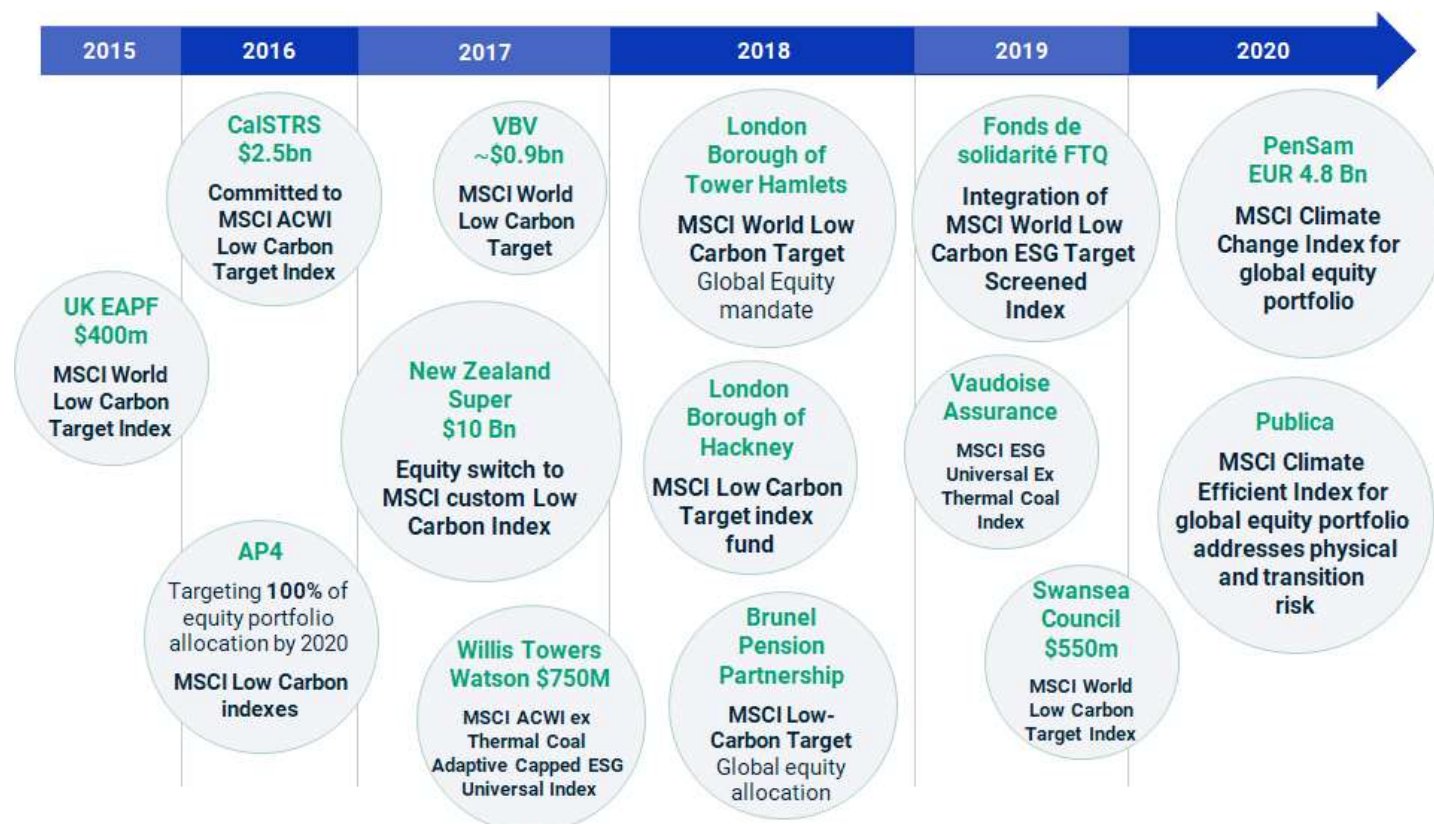 2015
2016
2017
2018
2019
2020
UK EAPF
$400m
MSCI World
Low Carbon
Target Index
CalSTRS
$2.5bn
Committed to
MSCI ACWI
Low Carbon
Target Index
AP4
Targeting 100% of
equity portfolio
allocation by 2020
MSCI Low Carbon
indexes
VBV
~$0.9bn
MSCI World
Low Carbon
Target
New Zealand
Super
$10 Bn
Equity switch to
MSCI custom Low
Carbon Index
Willis Towers
Watson $750M
MSCI ACWI ex
Thermal Coal
Adaptive Capped ESG
Universal Index
London
Borough of
Tower Hamlets
MSCI World Low
Carbon Target
Global Equity
mandate
London
Borough of
Hackney
MSCI Low Carbon
Target index
fund
Brunel
Pension
Partnership
MSCI Low-
Carbon Target
Global equity
allocation
Fonds de
solidarité FTQ
Integration of
MSCI World Low
Carbon ESG Target
Screened
Index
Vaudoise
Assurance
MSCI ESG
Universal Ex
Thermal Coal
Index
Swansea
Council
$550m
MSCI World
Low Carbon
Target Index
PenSam
EUR 4.8 Bn
MSCI Climate
Change Index for
global equity
portfolio
Publica
MSCI Climate
Efficient Index for
global equity portfolio
addresses physical
and transition
risk